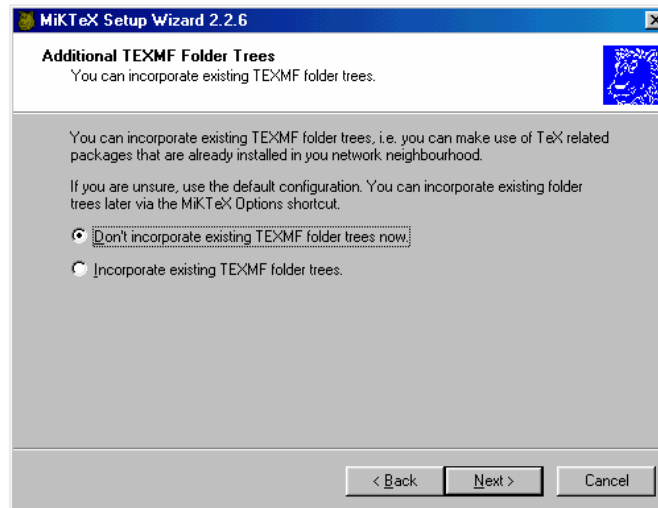 MiKTeX Setup Wizard 2.2.6
Additional TEXMF Folder Trees
You can incorporate existing TEXMF folder trees.
You can incorporate existing TEXMF folder trees, i.e. you can make use of TeX related
packages that are already installed in you network neighbourhood.
If you are unsure, use the default configuration. You can incorporate existing folder
trees later via the MiKTeX Options shortcut.
Don't incorporate existing TEXMF folder trees now.
Incorporate existing TEXMF folder trees.
< Back Next > Cancel